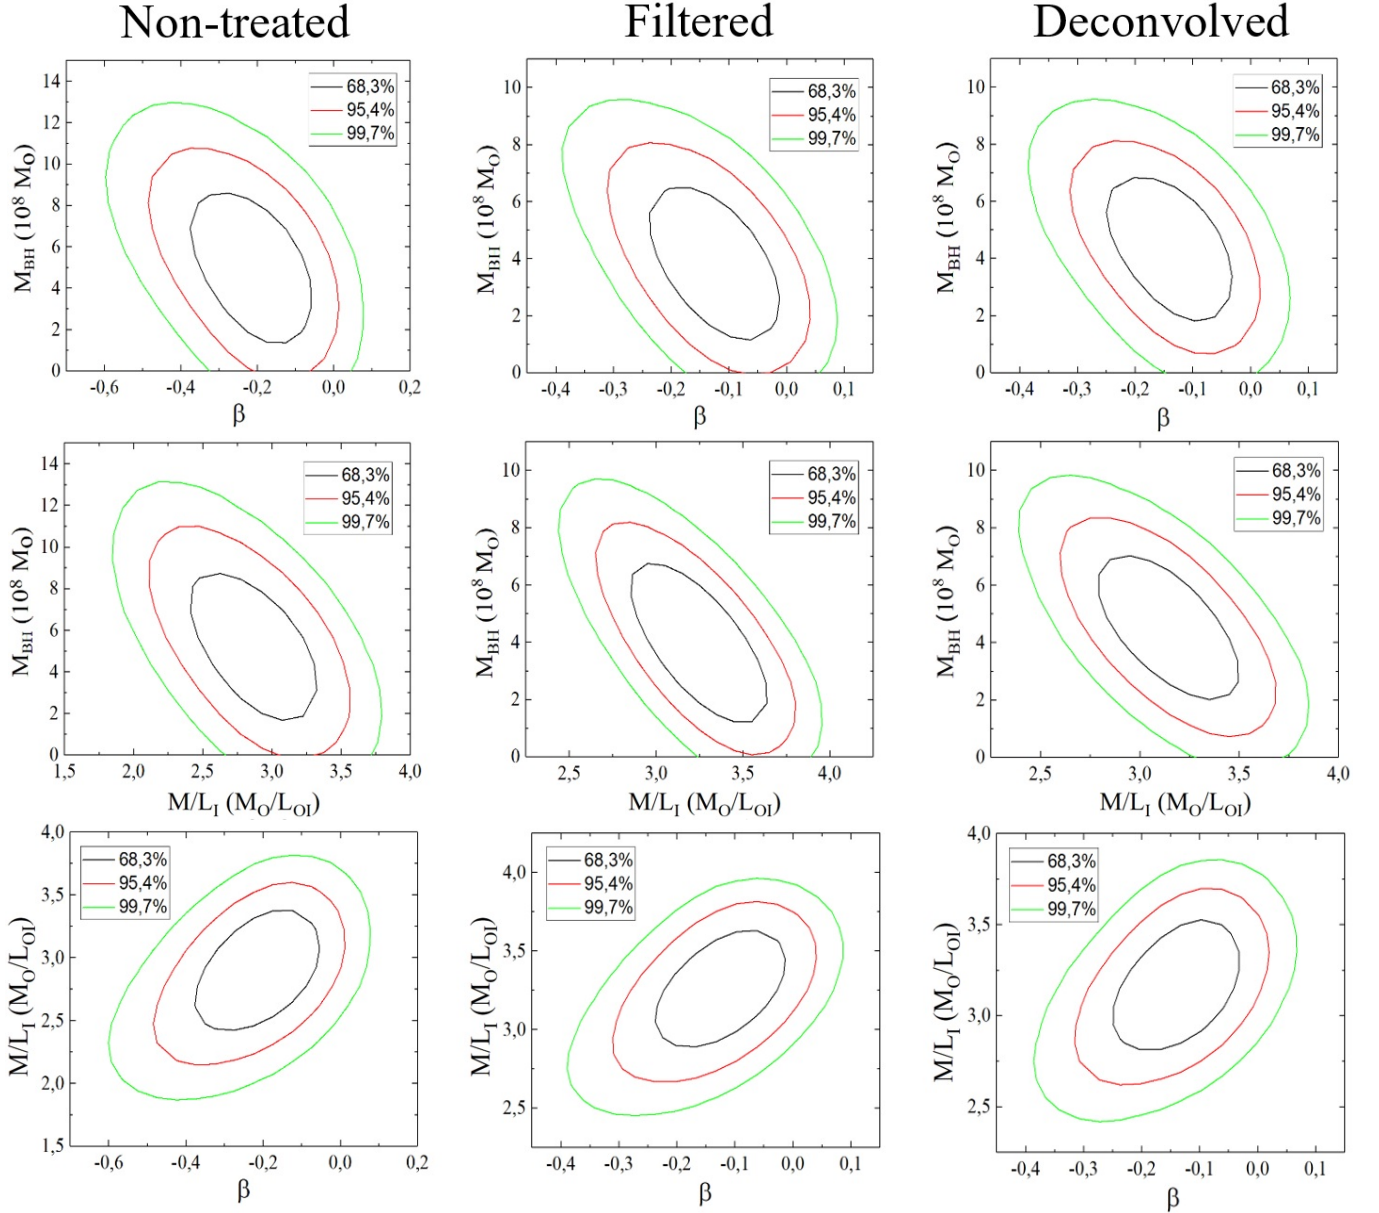 Non-treated
Filtered
Deconvolved
14
12
10
8
6
4
2
0
M_BH (10^8 M_O)
68,3%
95,4%
99,7%
-0,6 -0,4 -0,2 0,0 0,2
β
10
8
6
4
2
0
M_BH (10^8 M_O)
68,3%
95,4%
99,7%
-0,4 -0,3 -0,2 -0,1 0,0 0,1
β
10
8
6
4
2
0
M_BH (10^8 M_O)
68,3%
95,4%
99,7%
-0,4 -0,3 -0,2 -0,1 0,0 0,1
β
14
12
10
8
6
4
2
0
M_BH (10^8 M_O)
68,3%
95,4%
99,7%
1,5 2,0 2,5 3,0 3,5 4,0
M/L_I (M_O/L_OI)
10
8
6
4
2
0
M_BH (10^8 M_O)
68,3%
95,4%
99,7%
2,5 3,0 3,5 4,0
10
8
6
4
2
0
M_BH (10^8 M_O)
68,3%
95,4%
99,7%
2,5 3,0 3,5 4,0
M/L_I (M_O/L_OI)
4,0
3,5
3,0
2,5
2,0
1,5
M/L_I (M_O/L_OI)
68,3%
95,4%
99,7%
-0,6 -0,4 -0,2 0,0 0,2
β
4,0
3,5
3,0
2,5
M/L_I (M_O/L_OI)
68,3%
95,4%
99,7%
-0,4 -0,3 -0,2 -0,1 0,0 0,1
β
4,0
3,5
3,0
2,5
M/L_I (M_O/L_OI)
68,3%
95,4%
99,7%
-0,4 -0,3 -0,2 -0,1 0,0 0,1
β